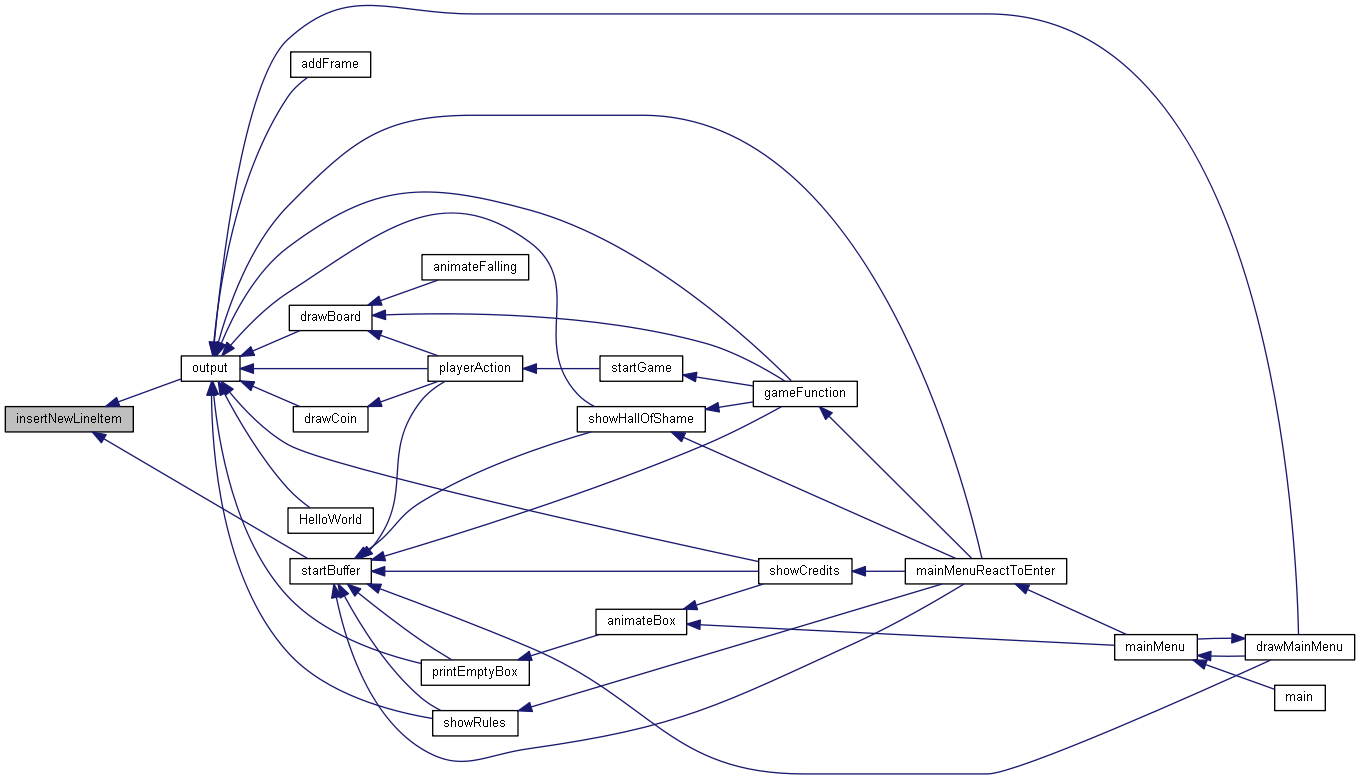 addFrame
animateFalling
drawBoard
output
playerAction
startGame
gameFunction
insertNewLineItem
drawCoin
showHallOfShame
HelloWorld
startBuffer
showCredits
mainMenuReactToEnter
animateBox
mainMenu
drawMainMenu
printEmptyBox
main
showRules